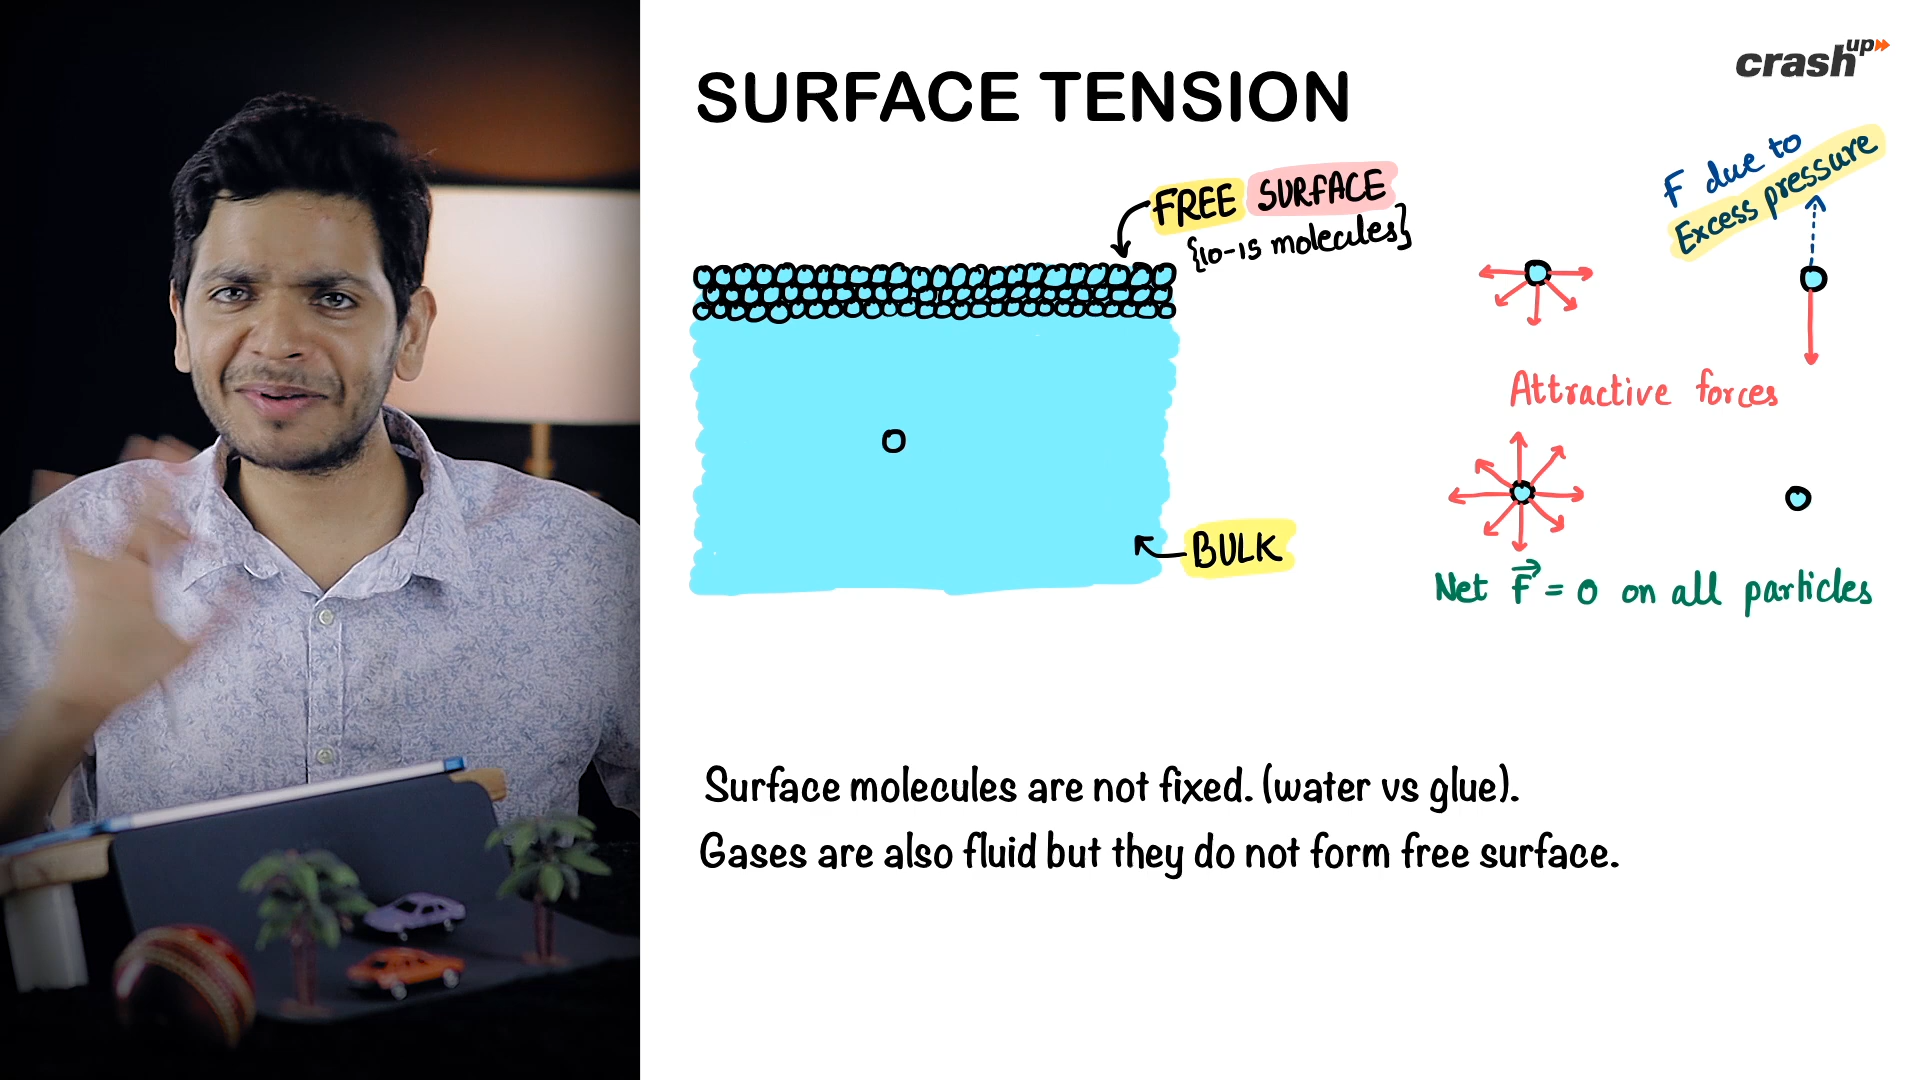 crash up
SURFACE TENSION
FREE SURFACE
{10-15 molecules}
F due to
Excess pressure
Attractive forces
BULK
Net F⃗ = 0 on all particles
Surface molecules are not fixed. (water vs glue).
Gases are also fluid but they do not form free surface.